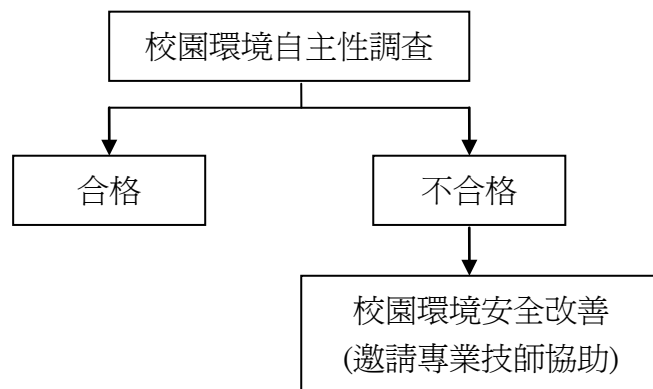 校園環境自主性調查
合格
不合格
校園環境安全改善
(邀請專業技師協助)